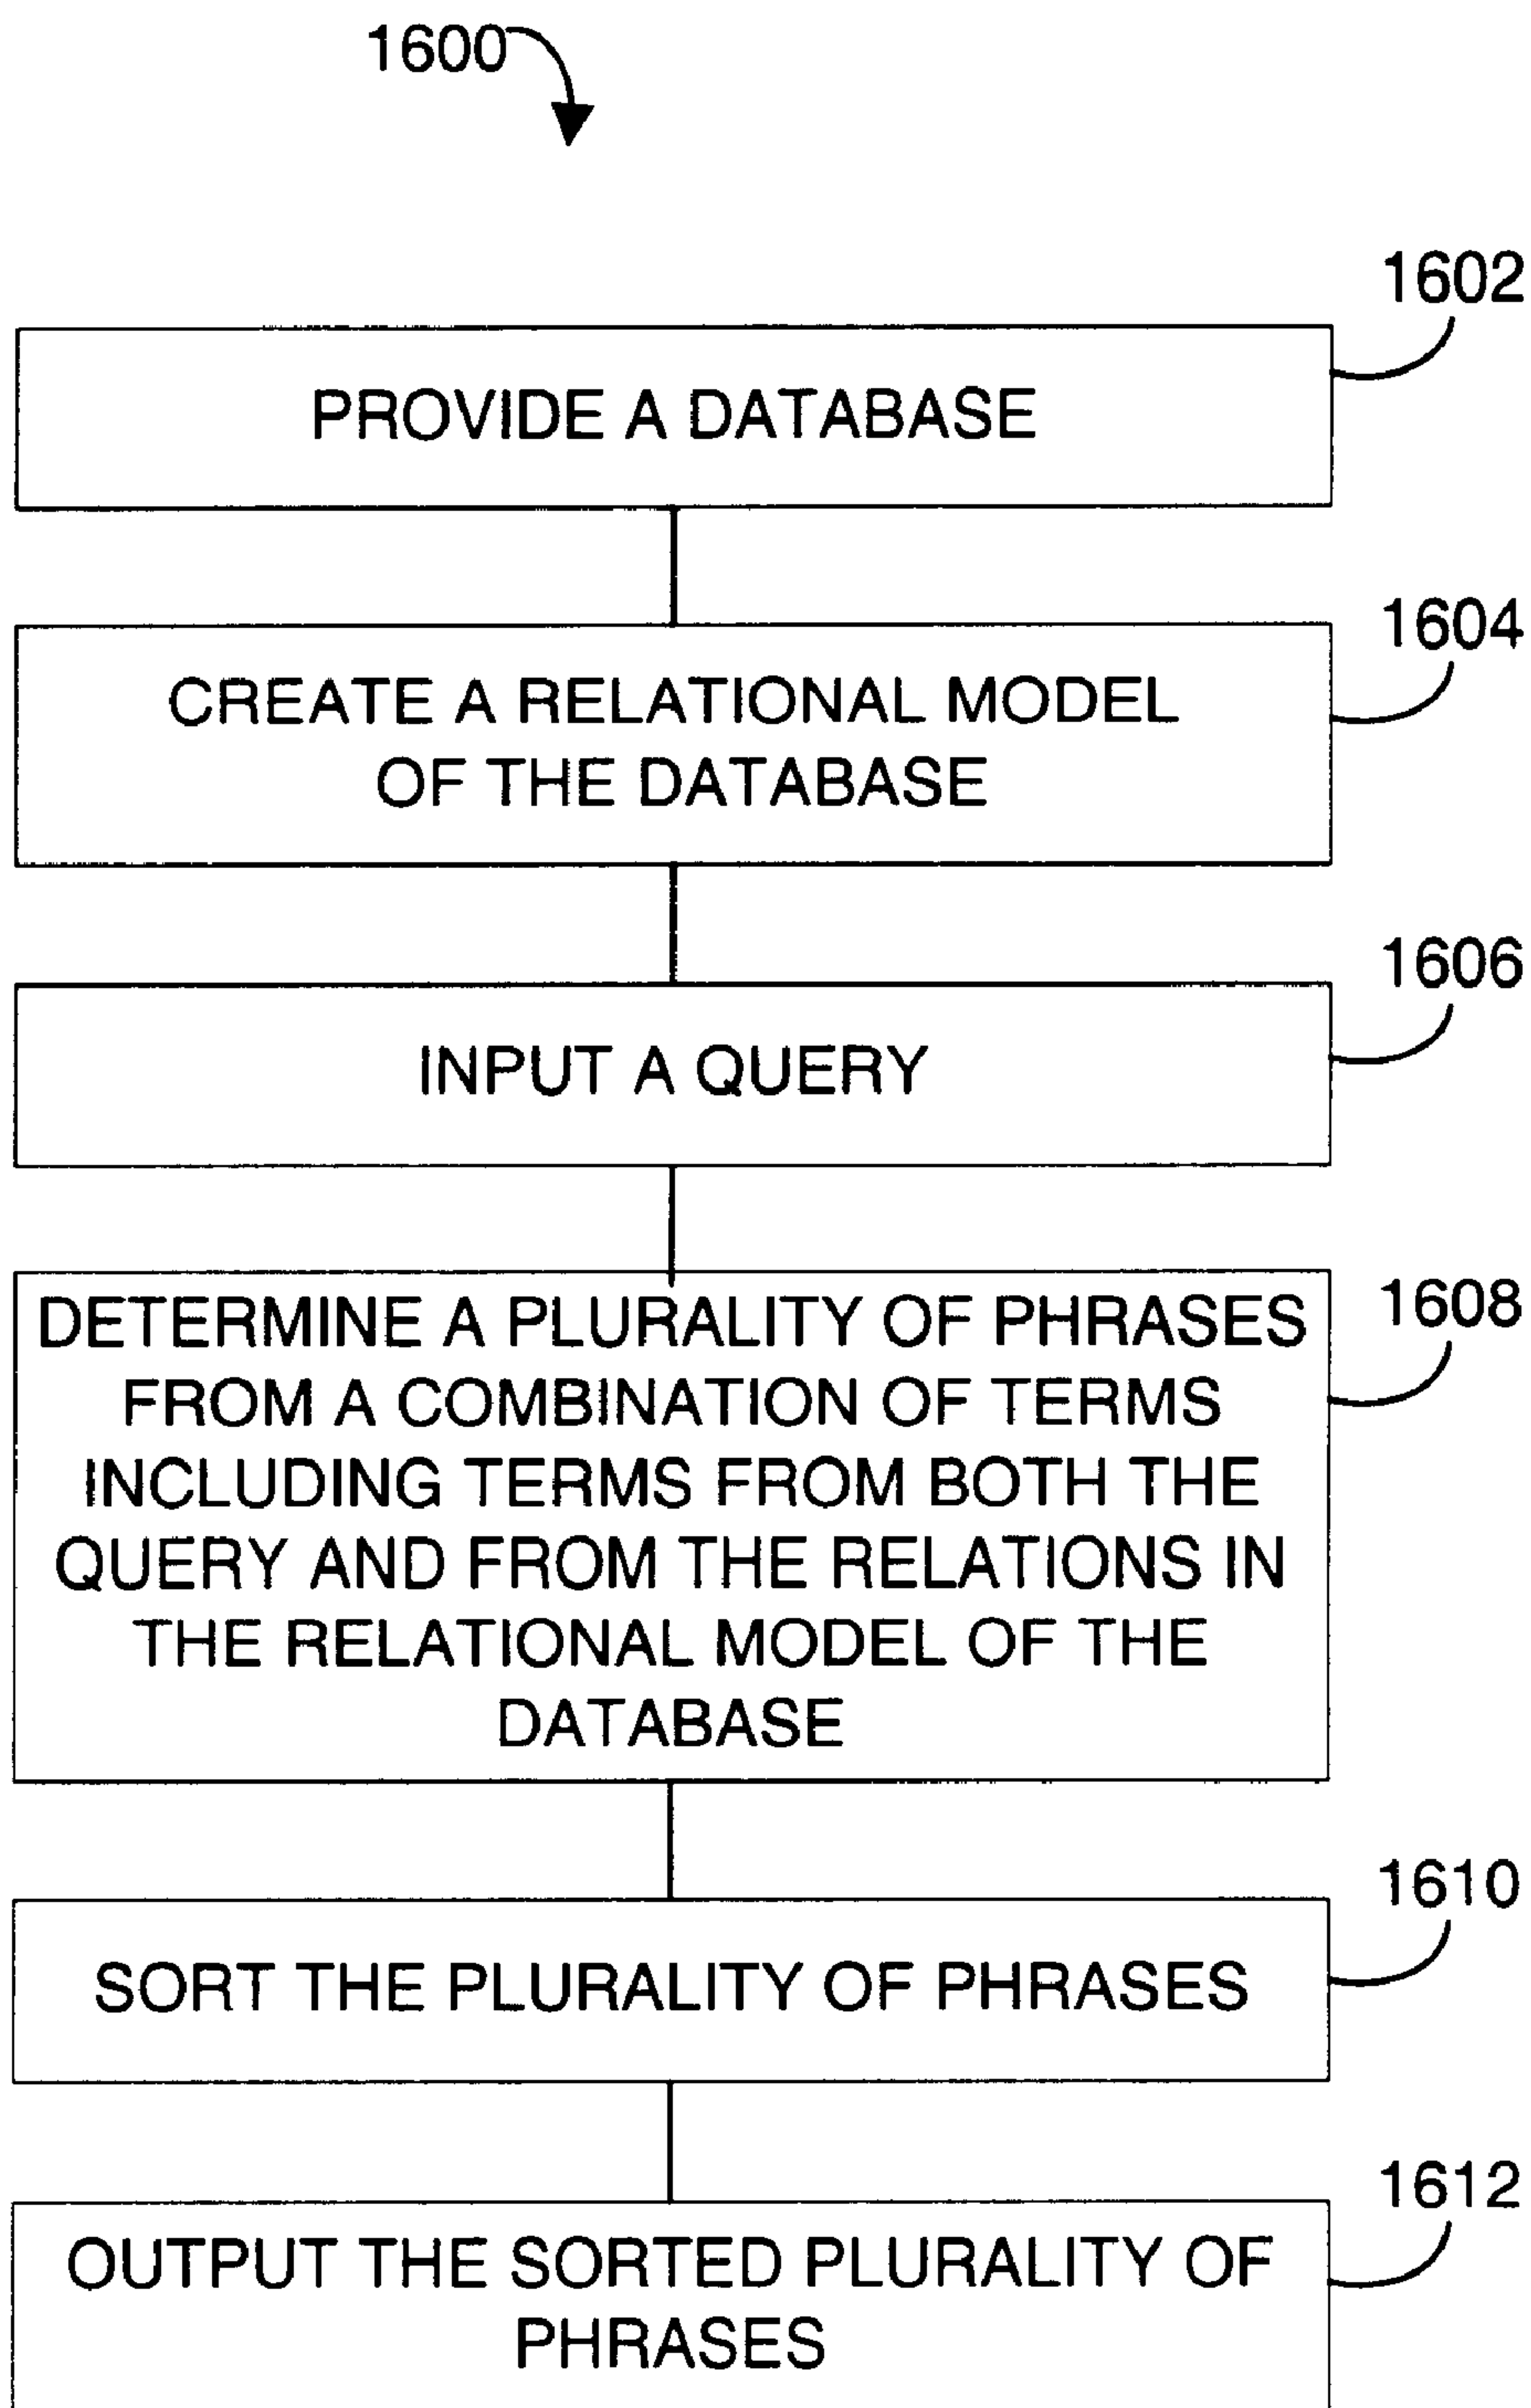 1600
1602
PROVIDE A DATABASE
1604
CREATE A RELATIONAL MODEL
OF THE DATABASE
1606
INPUT A QUERY
1608
DETERMINE A PLURALITY OF PHRASES
FROM A COMBINATION OF TERMS
INCLUDING TERMS FROM BOTH THE
QUERY AND FROM THE RELATIONS IN
THE RELATIONAL MODEL OF THE
DATABASE
1610
SORT THE PLURALITY OF PHRASES
1612
OUTPUT THE SORTED PLURALITY OF
PHRASES